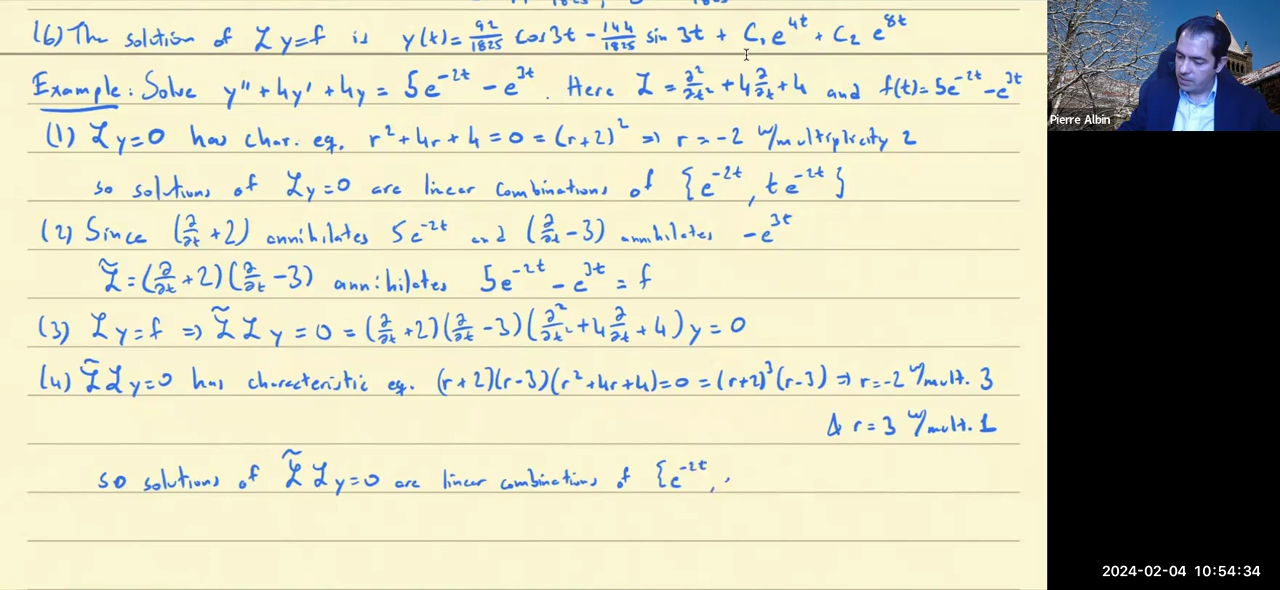 (6) The solution of ℒy=f is y(t)= 92/1825 cos 3t − 144/1825 sin 3t + C₁e^{4t} + C₂ e^{8t}
Example: Solve y″ + 4y′ + 4y = 5e^{-2t} − e^{3t}. Here ℒ = ∂²/∂t² + 4 ∂/∂t + 4 and f(t)= 5e^{-2t} − e^{3t}
Pierre Albin
(1) ℒy=0 has char. eq. r² + 4r + 4 = 0 = (r+2)² ⇒ r = -2 w/multiplicity 2
so solutions of ℒy=0 are linear combinations of {e^{-2t}, te^{-2t}}
(2) Since (∂/∂t + 2) annihilates 5e^{-2t} and (∂/∂t − 3) annihilates −e^{3t}
ℒ̃ = (∂/∂t + 2)(∂/∂t − 3) annihilates 5e^{-2t} − e^{3t} = f
(3) ℒy=f ⇒ ℒ̃ℒy = 0 = (∂/∂t + 2)(∂/∂t − 3)(∂²/∂t² + 4 ∂/∂t + 4)y = 0
(4) ℒ̃ℒy=0 has characteristic eq. (r+2)(r-3)(r²+4r+4)=0 = (r+2)³(r-3) ⇒ r=-2 w/mult. 3
& r = 3 w/mult. 1
so solutions of ℒ̃ℒy=0 are linear combinations of {e^{-2t},
2024-02-04 10:54:34